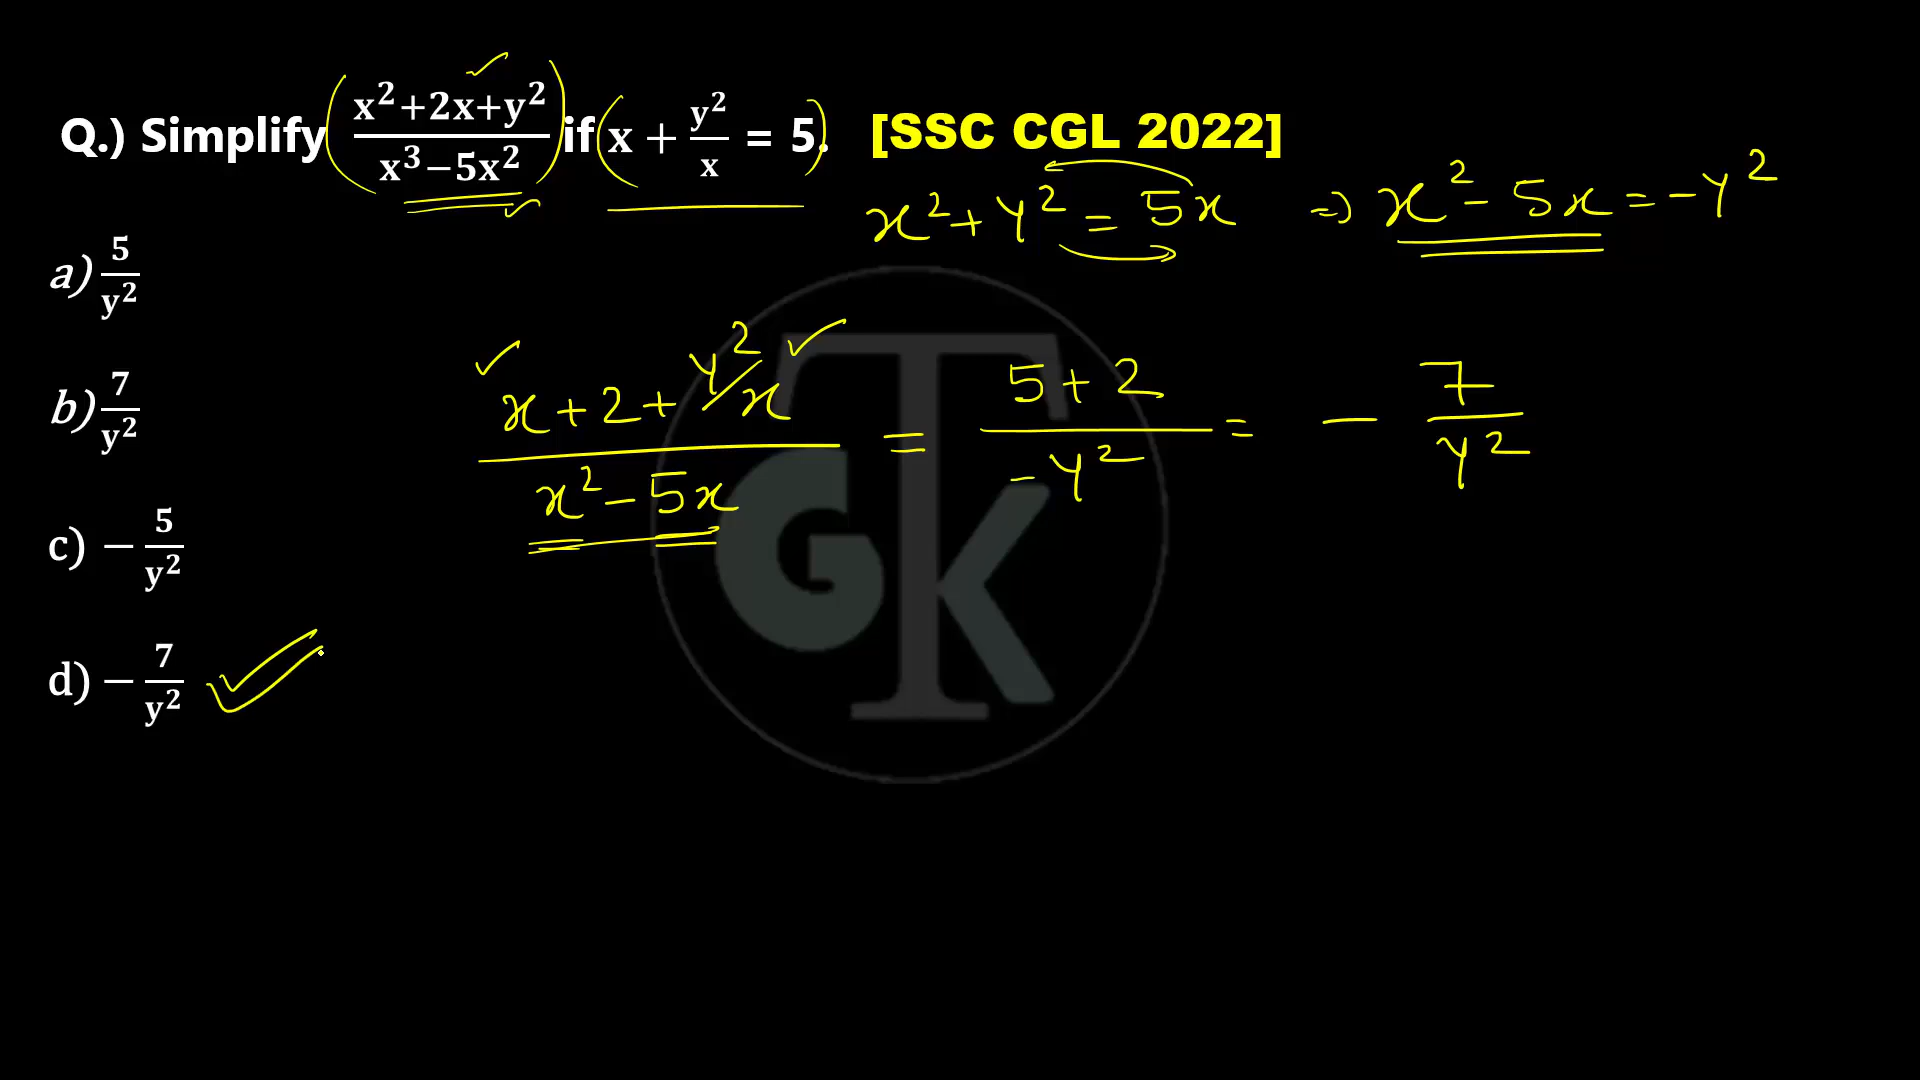 Q.) Simplify (x²+2x+y²)/(x³−5x²) if x + y²/x = 5. [SSC CGL 2022]
x² + y² = 5x ⇒ x² - 5x = -y²
a) 5/y²
b) 7/y²
c) − 5/y²
d) − 7/y²
(x + 2 + y²/x)/(x² - 5x) = (5 + 2)/(-y²) = - 7/y²
TGK